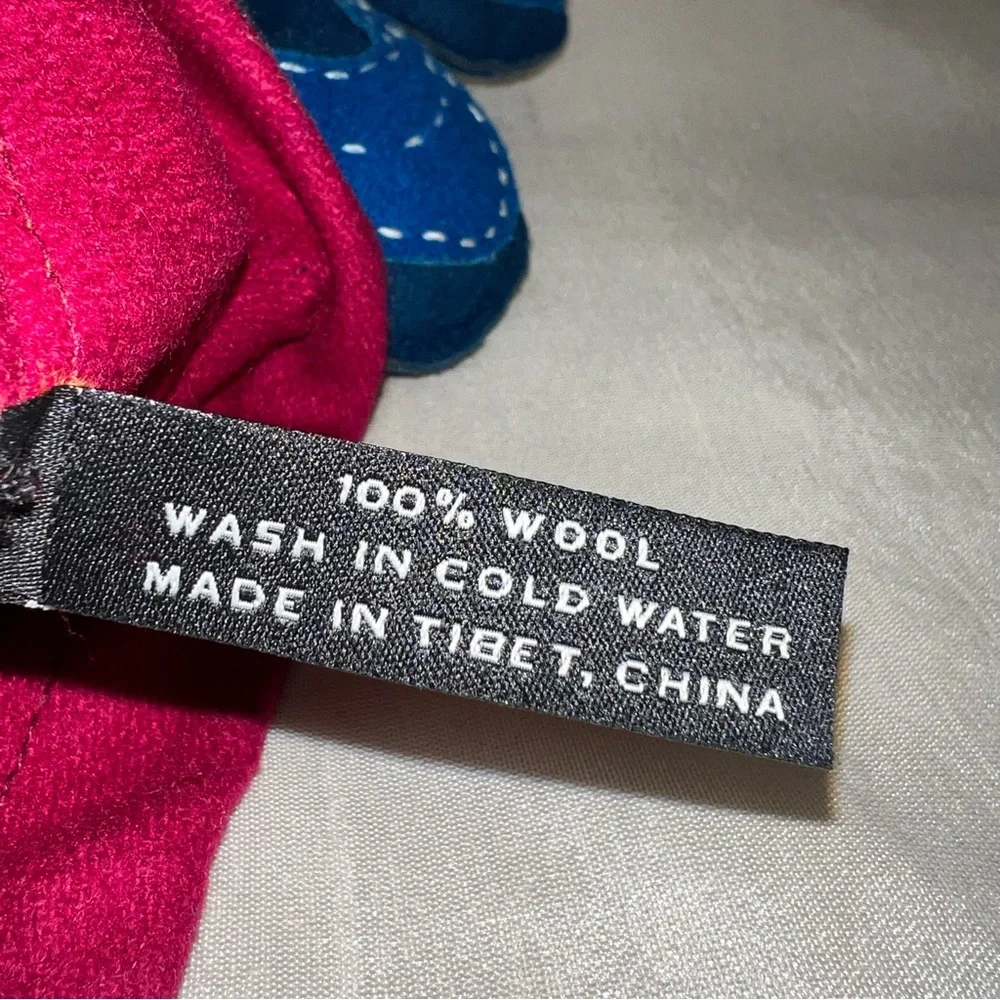 100% WOOL
WASH IN COLD WATER
MADE IN TIBET, CHINA